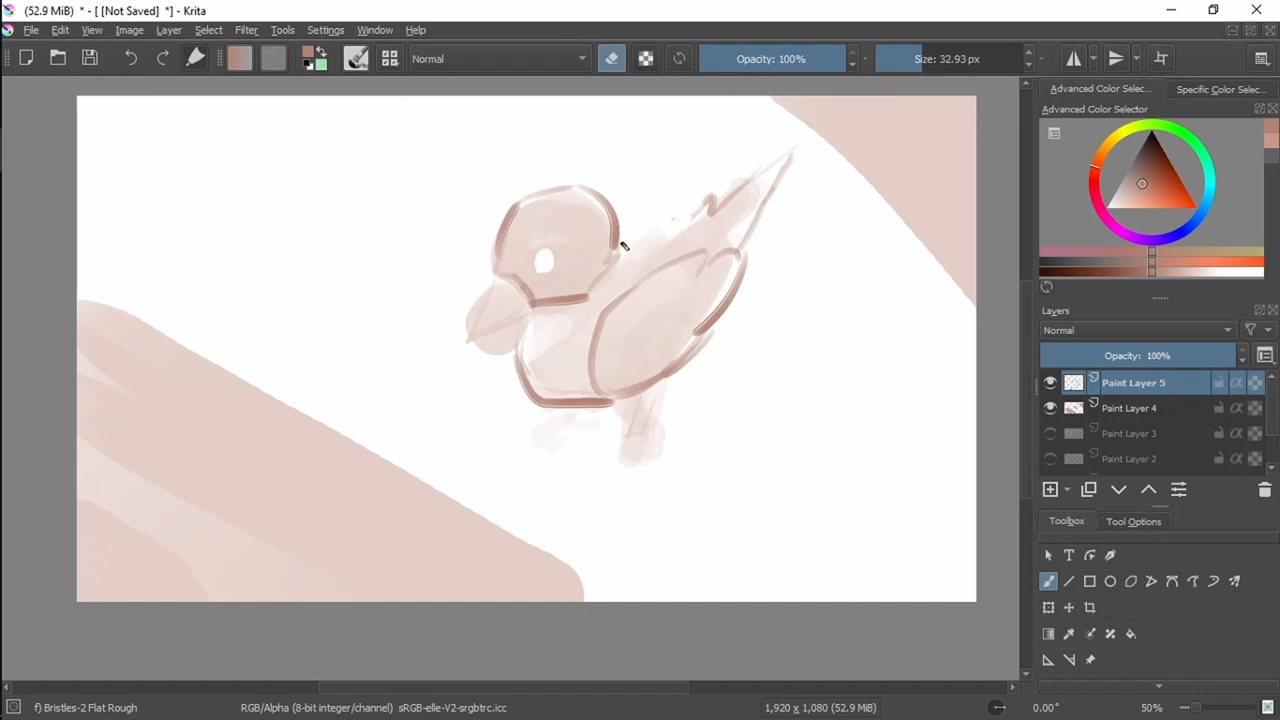 (52.9 MiB) * - [ [Not Saved] *] - Krita
File Edit View Image Layer Select Filter Tools Settings Window Help
Normal Opacity: 100% Size: 32.93 px
Advanced Color Selec... Specific Color Selec...
Advanced Color Selector
Layers
Normal
Opacity: 100%
Paint Layer 5
Paint Layer 4
Paint Layer 3
Paint Layer 2
Toolbox Tool Options
f) Bristles-2 Flat Rough RGB/Alpha (8-bit integer/channel) sRGB-elle-V2-srgbtrc.icc 1,920 x 1,080 (52.9 MiB) 0.00° 50%